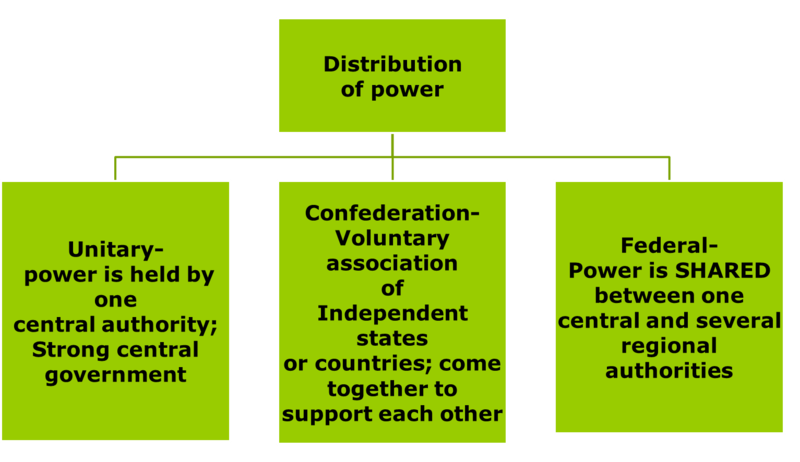 Distribution
of power
Unitary-
power is held by
one
central authority;
Strong central
government
Confederation-
Voluntary
association
of
Independent
states
or countries; come
together to
support each other
Federal-
Power is SHARED
between one
central and several
regional
authorities